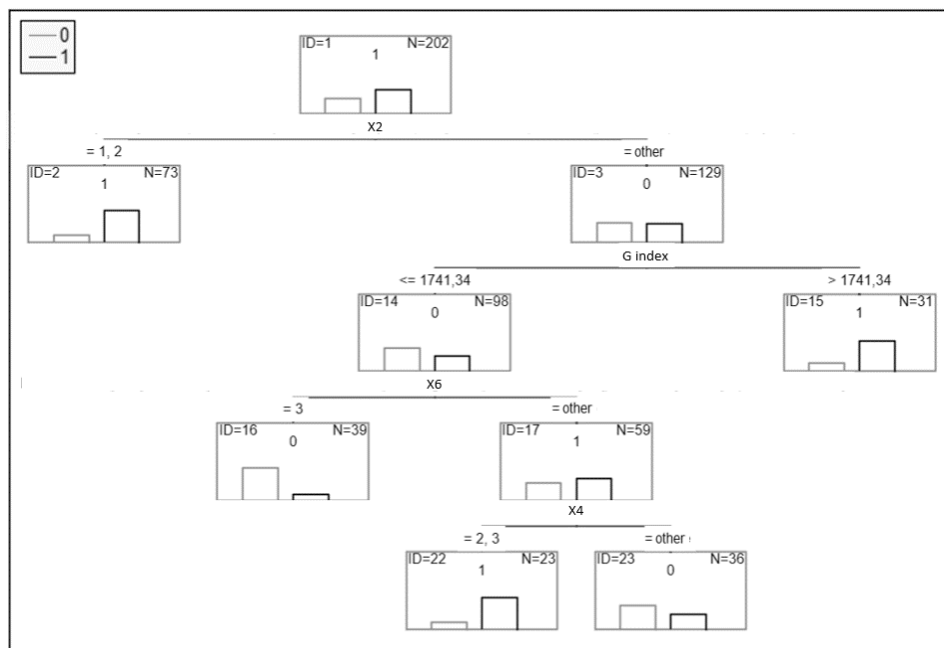 0
1
ID=1 N=202
1
X2
= 1, 2 = other
ID=2 N=73 ID=3 N=129
1 0
G index
<= 1741,34 > 1741,34
ID=14 N=98 ID=15 N=31
0 1
X6
= 3 = other
ID=16 N=39 ID=17 N=59
0 1
X4
= 2, 3 = other
ID=22 N=23 ID=23 N=36
1 0